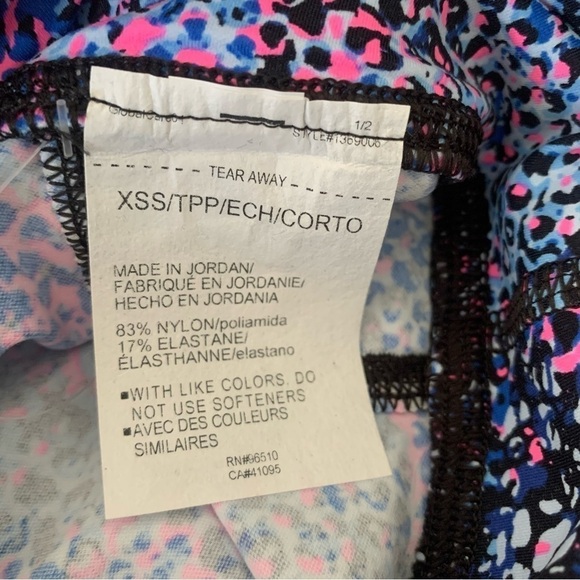 1/2
STYLE#1369006
TEAR AWAY
XSS/TPP/ECH/CORTO
MADE IN JORDAN/
FABRIQUÉ EN JORDANIE/
HECHO EN JORDANIA
83% NYLON/poliamida
17% ELASTANE/
ÉLASTHANNE/elastano
■WITH LIKE COLORS. DO
NOT USE SOFTENERS
■AVEC DES COULEURS
SIMILAIRES
RN#96510
CA#41095